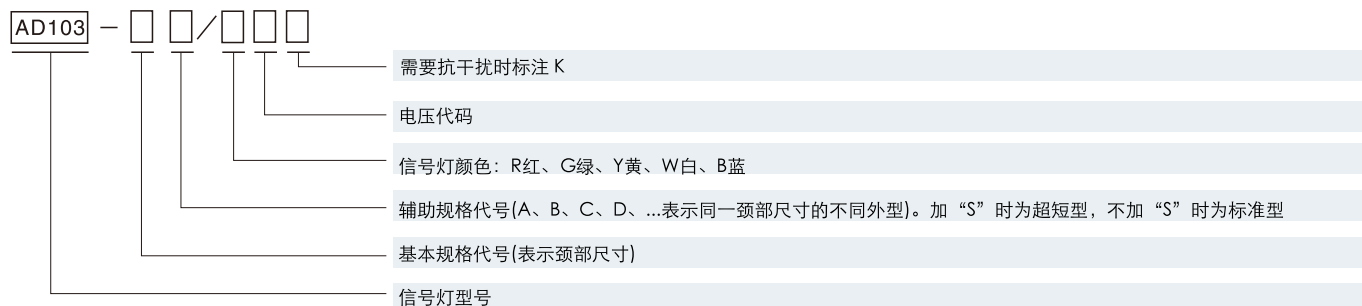 AD103 - □ □ / □ □ □
需要抗干扰时标注 K
电压代码
信号灯颜色：R红、G绿、Y黄、W白、B蓝
辅助规格代号(A、B、C、D、...表示同一颈部尺寸的不同外型)。加“S”时为超短型，不加“S”时为标准型
基本规格代号(表示颈部尺寸)
信号灯型号